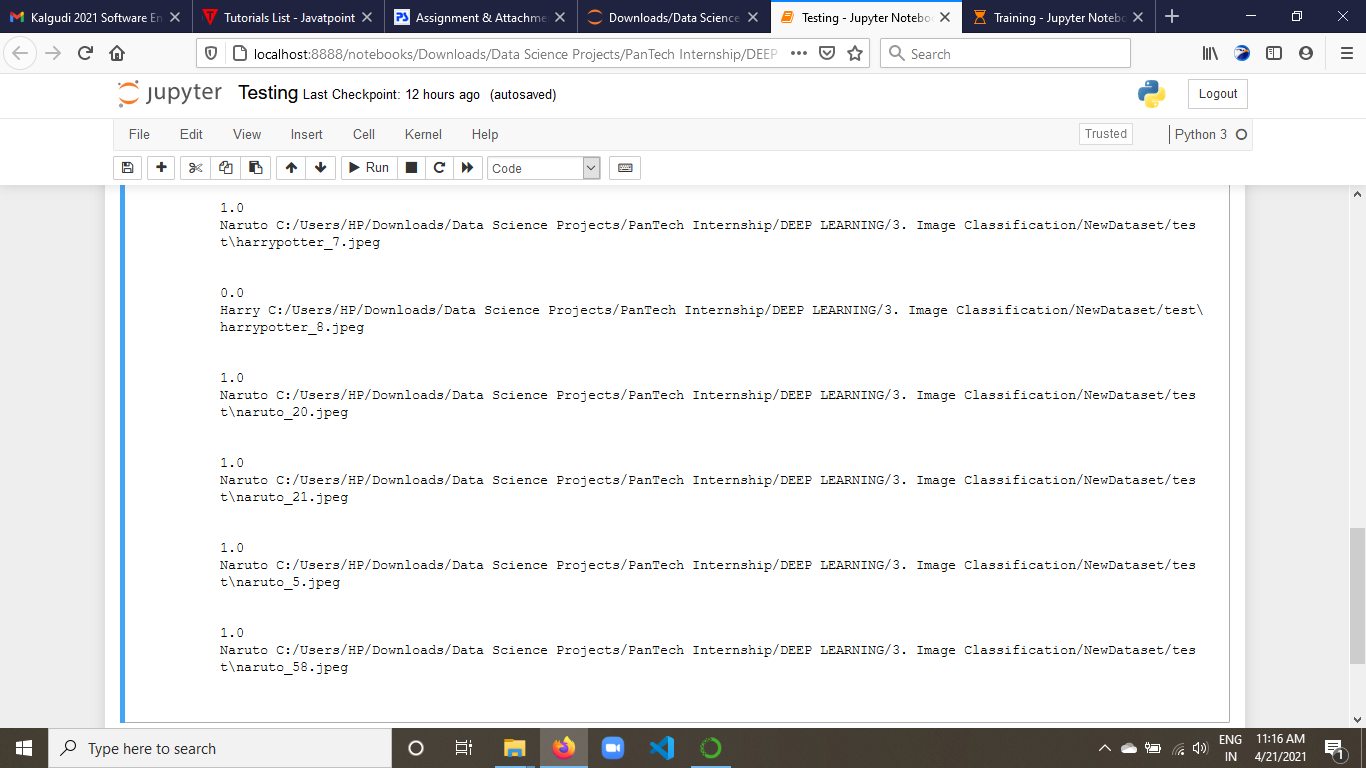 Kalgudi 2021 Software En
Tutorials List - Javatpoint
Assignment & Attachme
Downloads/Data Science
Testing - Jupyter Notebo
Training - Jupyter Notebo
localhost:8888/notebooks/Downloads/Data Science Projects/PanTech Internship/DEEP
Search
jupyter Testing Last Checkpoint: 12 hours ago (autosaved)
Logout
File Edit View Insert Cell Kernel Help
Trusted
Python 3
Run
Code
1.0
Naruto C:/Users/HP/Downloads/Data Science Projects/PanTech Internship/DEEP LEARNING/3. Image Classification/NewDataset/tes
t\harrypotter_7.jpeg
0.0
Harry C:/Users/HP/Downloads/Data Science Projects/PanTech Internship/DEEP LEARNING/3. Image Classification/NewDataset/test\
harrypotter_8.jpeg
1.0
Naruto C:/Users/HP/Downloads/Data Science Projects/PanTech Internship/DEEP LEARNING/3. Image Classification/NewDataset/tes
t\naruto_20.jpeg
1.0
Naruto C:/Users/HP/Downloads/Data Science Projects/PanTech Internship/DEEP LEARNING/3. Image Classification/NewDataset/tes
t\naruto_21.jpeg
1.0
Naruto C:/Users/HP/Downloads/Data Science Projects/PanTech Internship/DEEP LEARNING/3. Image Classification/NewDataset/tes
t\naruto_5.jpeg
1.0
Naruto C:/Users/HP/Downloads/Data Science Projects/PanTech Internship/DEEP LEARNING/3. Image Classification/NewDataset/tes
t\naruto_58.jpeg
Type here to search
ENG
IN
11:16 AM
4/21/2021
1